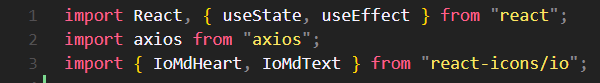 1 import React, { useState, useEffect } from "react";
2 import axios from "axios";
3 import { IoMdHeart, IoMdText } from "react-icons/io";